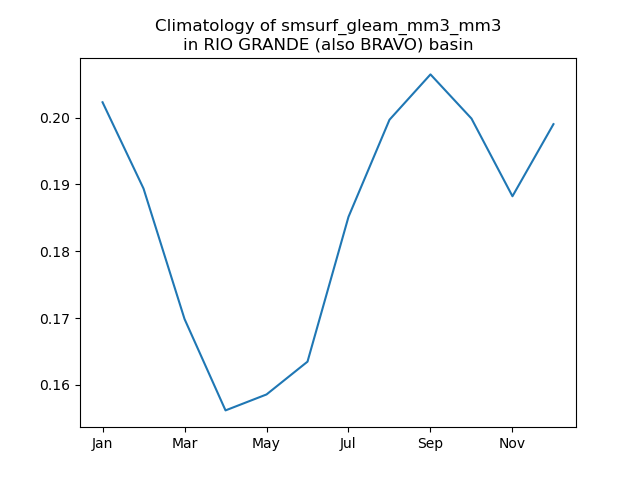 Climatology of smsurf_gleam_mm3_mm3
in RIO GRANDE (also BRAVO) basin
0.20
0.19
0.18
0.17
0.16
Jan Mar May Jul Sep Nov